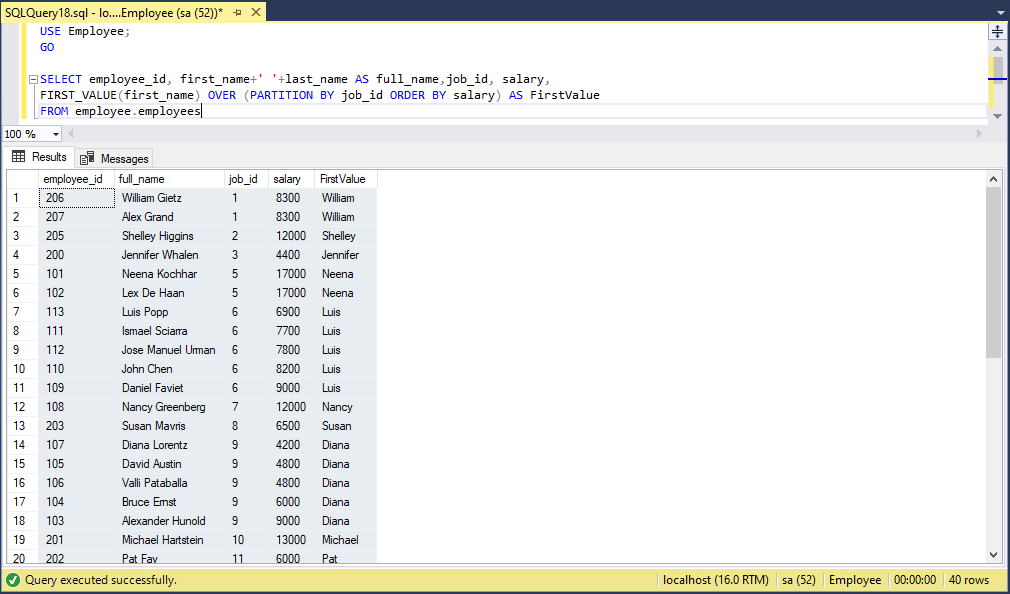 SQLQuery18.sql - lo....Employee (sa (52))*
USE Employee;
GO
SELECT employee_id, first_name+' '+last_name AS full_name,job_id, salary,
FIRST_VALUE(first_name) OVER (PARTITION BY job_id ORDER BY salary) AS FirstValue
FROM employee.employees
100 %
Results Messages
employee_id full_name job_id salary FirstValue
1 206 William Gietz 1 8300 William
2 207 Alex Grand 1 8300 William
3 205 Shelley Higgins 2 12000 Shelley
4 200 Jennifer Whalen 3 4400 Jennifer
5 101 Neena Kochhar 5 17000 Neena
6 102 Lex De Haan 5 17000 Neena
7 113 Luis Popp 6 6900 Luis
8 111 Ismael Sciarra 6 7700 Luis
9 112 Jose Manuel Urman 6 7800 Luis
10 110 John Chen 6 8200 Luis
11 109 Daniel Faviet 6 9000 Luis
12 108 Nancy Greenberg 7 12000 Nancy
13 203 Susan Mavris 8 6500 Susan
14 107 Diana Lorentz 9 4200 Diana
15 105 David Austin 9 4800 Diana
16 106 Valli Pataballa 9 4800 Diana
17 104 Bruce Ernst 9 6000 Diana
18 103 Alexander Hunold 9 9000 Diana
19 201 Michael Hartstein 10 13000 Michael
20 202 Pat Fay 11 6000 Pat
Query executed successfully. localhost (16.0 RTM) sa (52) Employee 00:00:00 40 rows